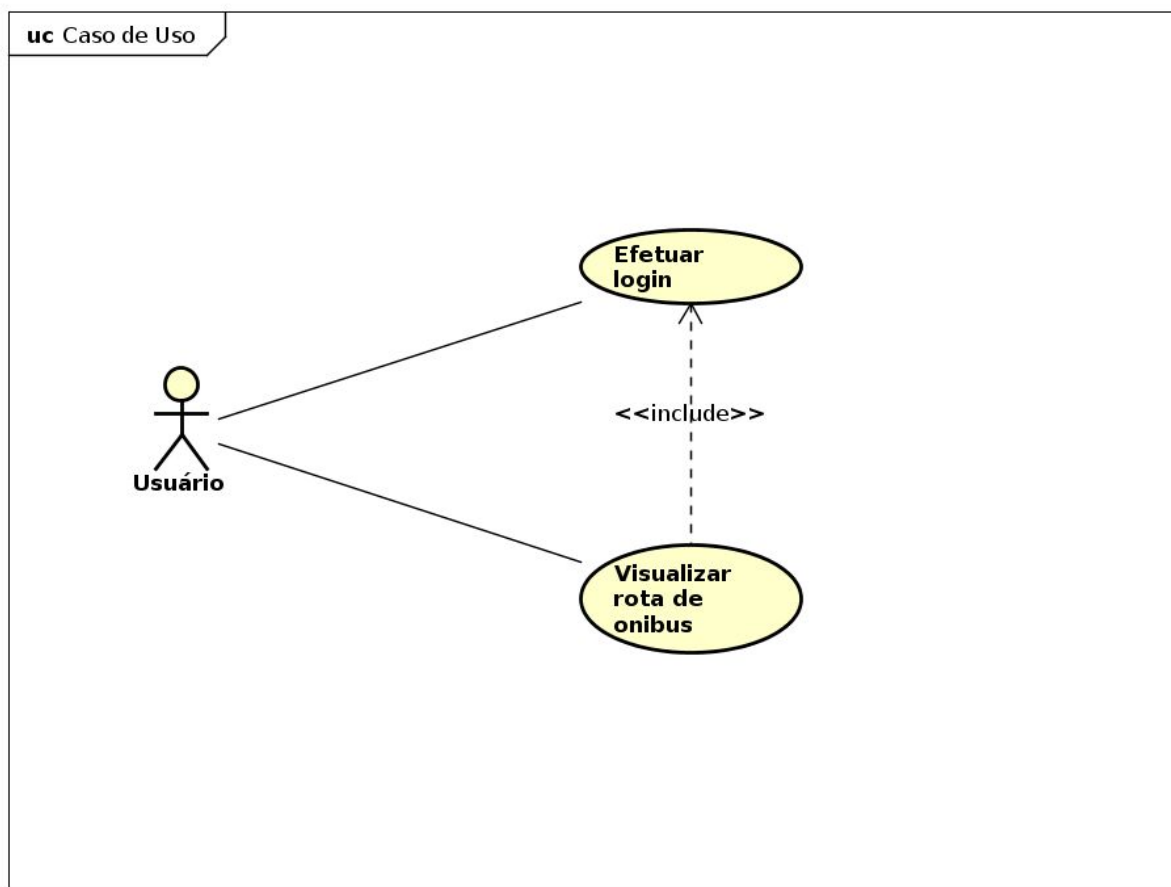 uc Caso de Uso
Efetuar
login
<<include>>
Usuário
Visualizar
rota de
onibus